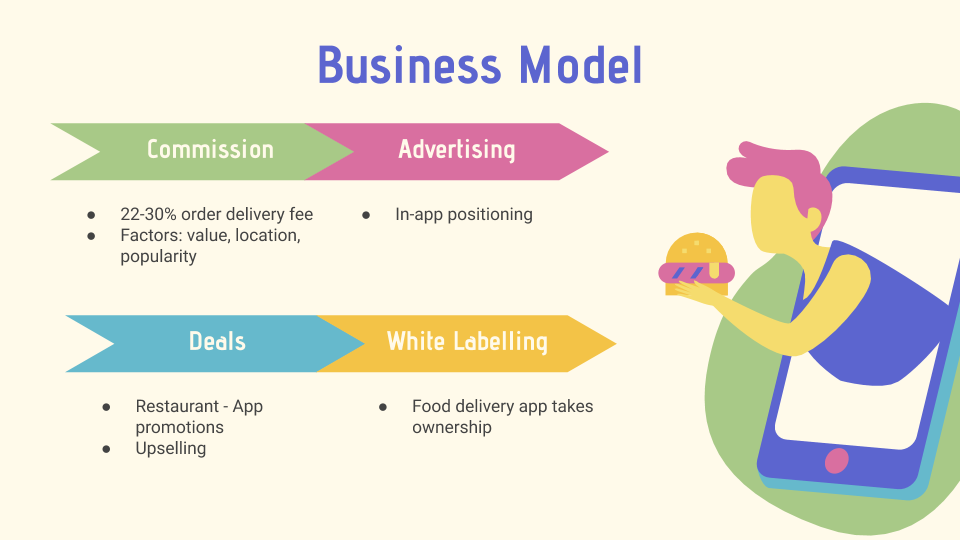 Business Model
Commission
Advertising
● 22-30% order delivery fee
● Factors: value, location,
popularity
● In-app positioning
Deals
White Labelling
● Restaurant - App
promotions
● Upselling
● Food delivery app takes
ownership